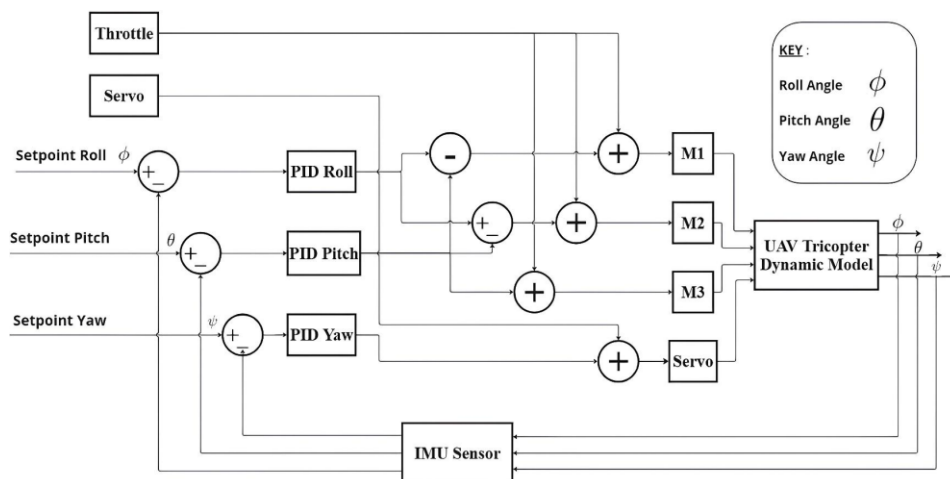 Throttle
Servo
KEY :
Roll Angle ϕ
Pitch Angle θ
Yaw Angle ψ
Setpoint Roll ϕ
+
−
PID Roll
-
+
M1
Setpoint Pitch θ
+
−
PID Pitch
+
−
+
M2
UAV Tricopter
Dynamic Model
ϕ
θ
ψ
+
M3
Setpoint Yaw ψ
+
−
PID Yaw
+
Servo
IMU Sensor